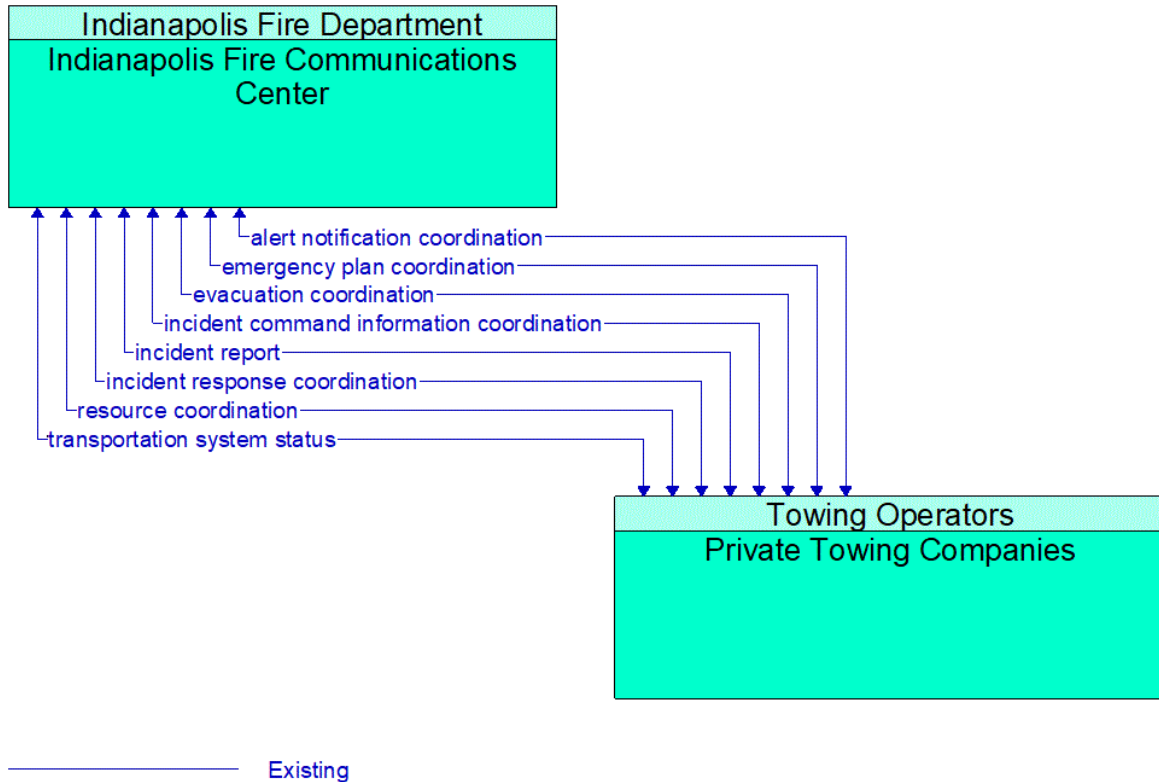 Indianapolis Fire Department
Indianapolis Fire Communications
Center
alert notification coordination
emergency plan coordination
evacuation coordination
incident command information coordination
incident report
incident response coordination
resource coordination
transportation system status
Towing Operators
Private Towing Companies
Existing